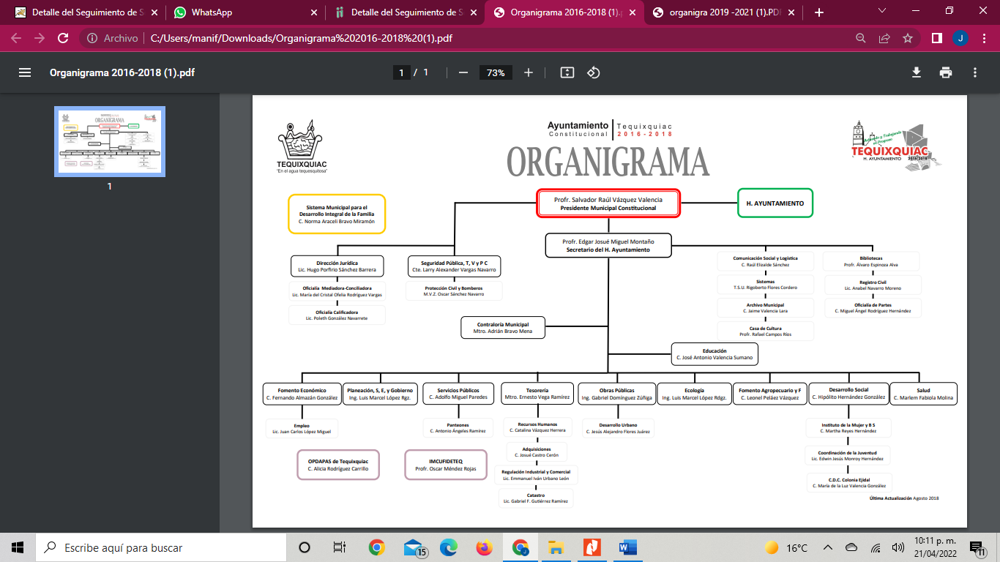 Detalle del Seguimiento de S
WhatsApp
Detalle del Seguimiento de S
Organigrama 2016-2018 (1).p
organigra 2019 -2021 (1).PDF
Archivo
C:/Users/manif/Downloads/Organigrama%202016-2018%20(1).pdf
J
Organigrama 2016-2018 (1).pdf
1 / 1
73%
1
TEQUIXQUIAC
"En el agua tequesquitosa"
Ayuntamiento Tequixquiac
Constitucional 2016-2018
ORGANIGRAMA
Activando y Trabajando
el Progreso
TEQUIXQUIAC
H. AYUNTAMIENTO 2016-2018
Sistema Municipal para el
Desarrollo Integral de la Familia
C. Norma Araceli Bravo Miramón
Profr. Salvador Raúl Vázquez Valencia
Presidente Municipal Constitucional
H. AYUNTAMIENTO
Profr. Edgar Josué Miguel Montaño
Secretario del H. Ayuntamiento
Dirección Jurídica
Lic. Hugo Porfirio Sánchez Barrera
Oficialía Mediadora-Conciliadora
Lic. María del Cristal Ofelia Rodríguez Vargas
Oficialía Calificadora
Lic. Poleth González Navarrete
Seguridad Pública, T, V y P C
Cte. Larry Alexander Vargas Navarro
Protección Civil y Bomberos
M.V.Z. Oscar Sánchez Navarro
Comunicación Social y Logística
C. Raúl Elizalde Sánchez
Sistemas
T.S.U. Rigoberto Flores Cordero
Archivo Municipal
C. Jaime Valencia Lara
Casa de Cultura
Profr. Rafael Campos Ríos
Bibliotecas
Profr. Álvaro Espinoza Alva
Registro Civil
Lic. Anabel Navarro Moreno
Oficialía de Partes
C. Miguel Ángel Rodríguez Hernández
Contraloría Municipal
Mtro. Adrián Bravo Mena
Educación
C. José Antonio Valencia Sumano
Fomento Económico
C. Fernando Almazán González
Planeación, S, E, y Gobierno
Ing. Luis Marcel López Rgz.
Servicios Públicos
C. Adolfo Miguel Paredes
Tesorería
Mtro. Ernesto Vega Ramírez
Obras Públicas
Ing. Gabriel Domínguez Zúñiga
Ecología
Ing. Luis Marcel López Rdgz.
Fomento Agropecuario y F
C. Leonel Peláez Vázquez
Desarrollo Social
C. Hipólito Hernández González
Salud
C. Marlem Fabiola Molina
Empleo
Lic. Juan Carlos López Miguel
Panteones
C. Antonio Ángeles Ramírez
Recursos Humanos
C. Catalina Vázquez Herrera
Adquisiciones
C. Josué Castro Cerón
Regulación Industrial y Comercial
Lic. Emmanuel Iván Urbano León
Catastro
Lic. Gabriel F. Gutiérrez Ramírez
Desarrollo Urbano
C. Jesús Alejandro Flores Juárez
Instituto de la Mujer y B S
C. Martha Reyes Hernández
Coordinación de la Juventud
Lic. Edwin Jesús Monroy Hernández
C.D.C. Colonia Ejidal
C. María de la Luz Valencia González
OPDAPAS de Tequixquiac
C. Alicia Rodríguez Carrillo
IMCUFIDETEQ
Profr. Oscar Méndez Rojas
Última Actualización Agosto 2018
Escribe aquí para buscar
15
16°C
10:11 p. m.
21/04/2022
11